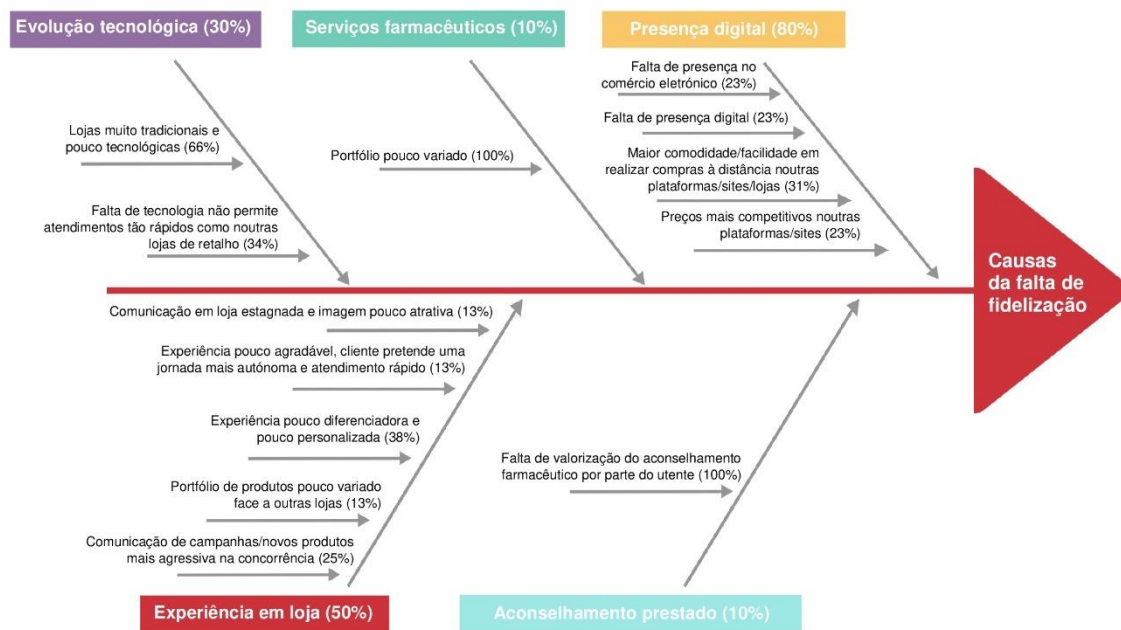 Evolução tecnológica (30%)
Serviços farmacêuticos (10%)
Presença digital (80%)
Lojas muito tradicionais e
pouco tecnológicas (66%)
Falta de tecnologia não permite
atendimentos tão rápidos como noutras
lojas de retalho (34%)
Portfólio pouco variado (100%)
Falta de presença no
comércio eletrónico (23%)
Falta de presença digital (23%)
Maior comodidade/facilidade em
realizar compras à distância noutras
plataformas/sites/lojas (31%)
Preços mais competitivos noutras
plataformas/sites (23%)
Causas
da falta de
fidelização
Comunicação em loja estagnada e imagem pouco atrativa (13%)
Experiência pouco agradável, cliente pretende uma
jornada mais autónoma e atendimento rápido (13%)
Experiência pouco diferenciadora e
pouco personalizada (38%)
Portfólio de produtos pouco variado
face a outras lojas (13%)
Comunicação de campanhas/novos produtos
mais agressiva na concorrência (25%)
Falta de valorização do aconselhamento
farmacêutico por parte do utente (100%)
Experiência em loja (50%)
Aconselhamento prestado (10%)